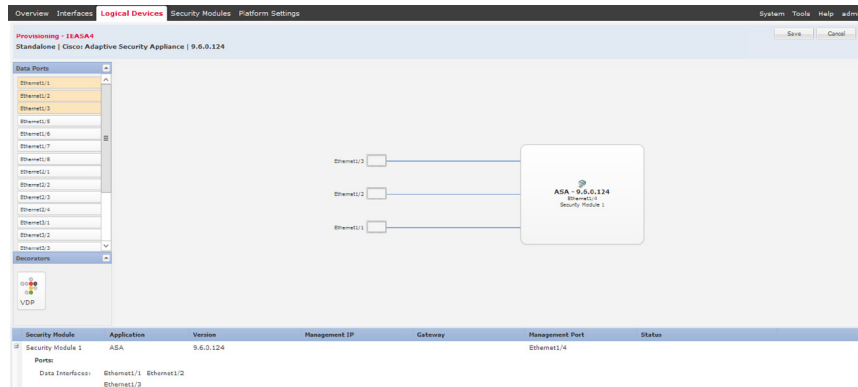 Overview Interfaces Logical Devices Security Modules Platform Settings System Tools Help adm
Provisioning - IEASA4
Standalone | Cisco: Adaptive Security Appliance | 9.6.0.124
Save Cancel
Data Ports
Ethernet1/1
Ethernet1/2
Ethernet1/3
Ethernet1/5
Ethernet1/6
Ethernet1/7
Ethernet1/8
Ethernet2/1
Ethernet2/2
Ethernet2/3
Ethernet2/4
Ethernet3/1
Ethernet3/2
Ethernet3/3
Decorators
VDP
Ethernet1/3
Ethernet1/2
Ethernet1/1
ASA - 9.6.0.124
Ethernet1/4
Security Module 1
Security Module Application Version Management IP Gateway Management Port Status
Security Module 1 ASA 9.6.0.124 Ethernet1/4
Ports:
Data Interfaces: Ethernet1/1 Ethernet1/2
Ethernet1/3